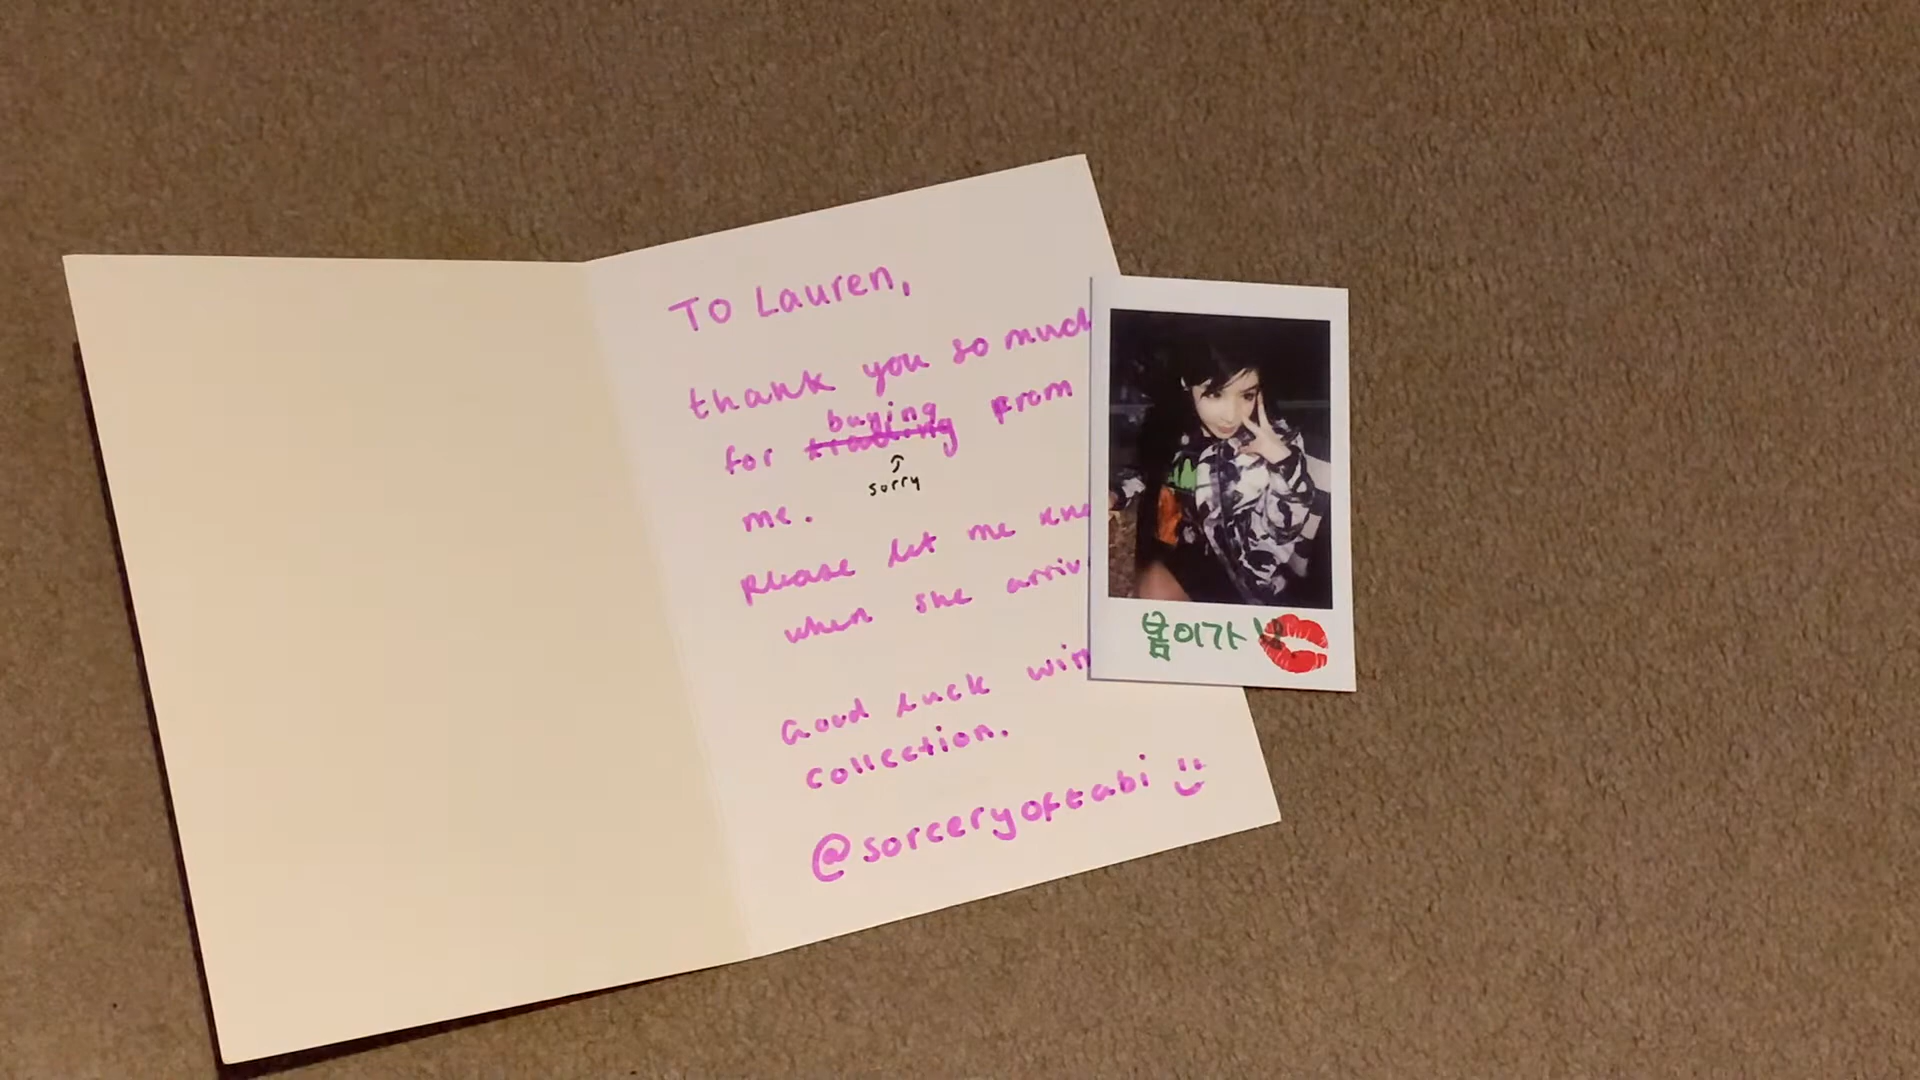 To Lauren,
thank you so much
for trading from
buying
sorry
me.
please let me
when she
Good luck
collection.
@sorceryoftabi
봄이가